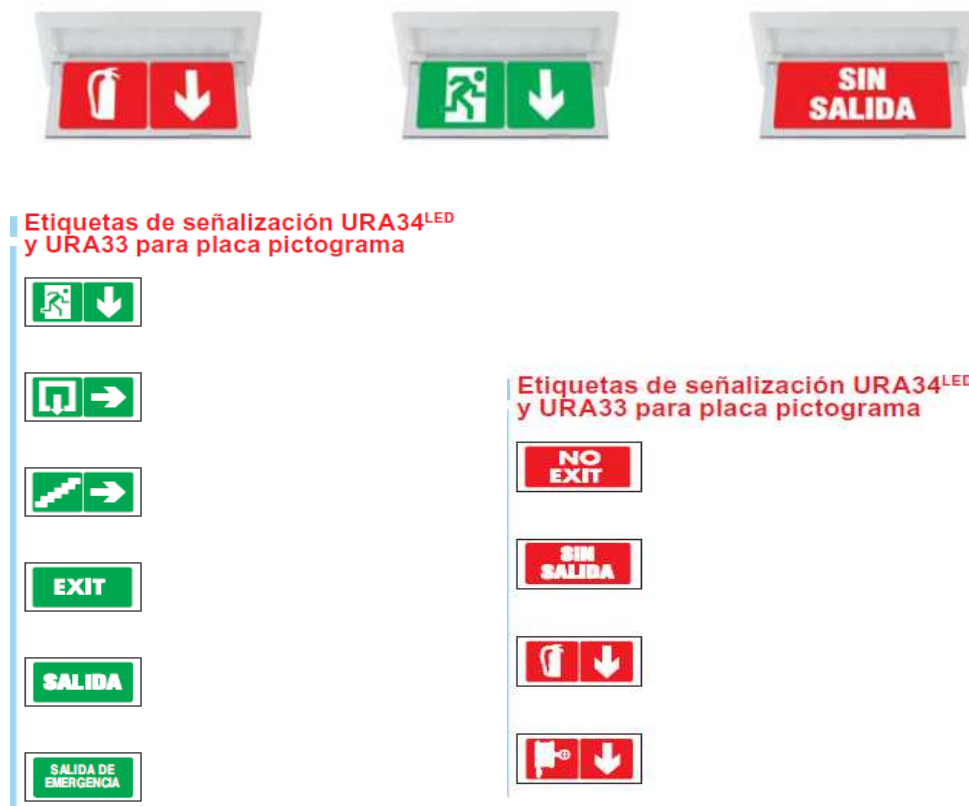 SIN
SALIDA
Etiquetas de señalización URA34LED
y URA33 para placa pictograma
EXIT
SALIDA
SALIDA DE
EMERGENCIA
Etiquetas de señalización URA34LED
y URA33 para placa pictograma
NO
EXIT
SIN
SALIDA